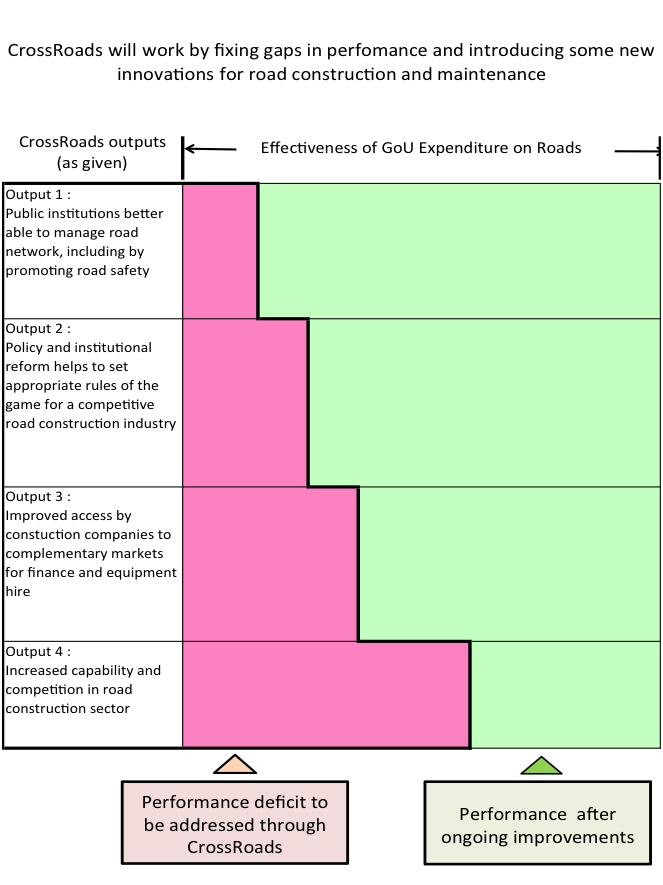 CrossRoads will work by fixing gaps in perfomance and introducing some new
innovations for road construction and maintenance
CrossRoads outputs
(as given)
Effectiveness of GoU Expenditure on Roads
Output 1 :
Public institutions better
able to manage road
network, including by
promoting road safety
Output 2 :
Policy and institutional
reform helps to set
appropriate rules of the
game for a competitive
road construction industry
Output 3 :
Improved access by
constuction companies to
complementary markets
for finance and equipment
hire
Output 4 :
Increased capability and
competition in road
construction sector
Performance deficit to
be addressed through
CrossRoads
Performance after
ongoing improvements